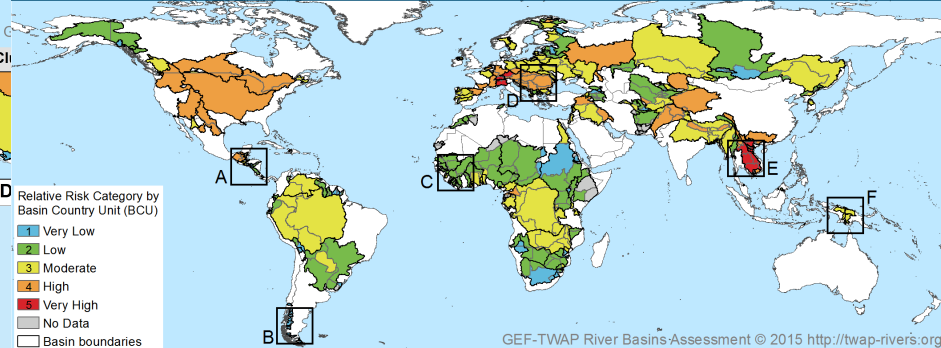 A
B
C
D
E
F
D
Relative Risk Category by
Basin Country Unit (BCU)
1 Very Low
2 Low
3 Moderate
4 High
5 Very High
No Data
Basin boundaries
GEF-TWAP River Basins Assessment © 2015 http://twap-rivers.org